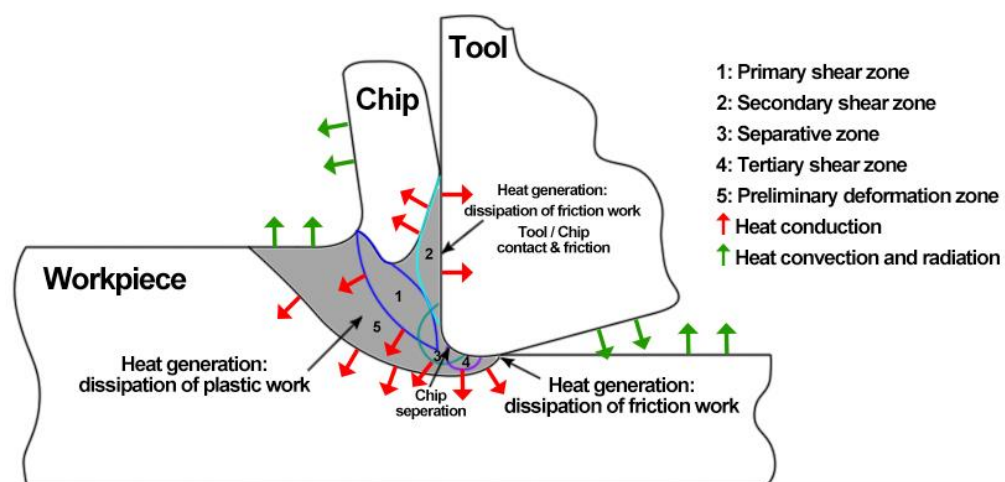 Tool
Chip
1: Primary shear zone
2: Secondary shear zone
3: Separative zone
4: Tertiary shear zone
5: Preliminary deformation zone
Heat conduction
Heat convection and radiation
Heat generation:
dissipation of friction work
Tool / Chip
contact & friction
2
Workpiece
1
5
3
4
Heat generation:
dissipation of plastic work
Chip
seperation
Heat generation:
dissipation of friction work